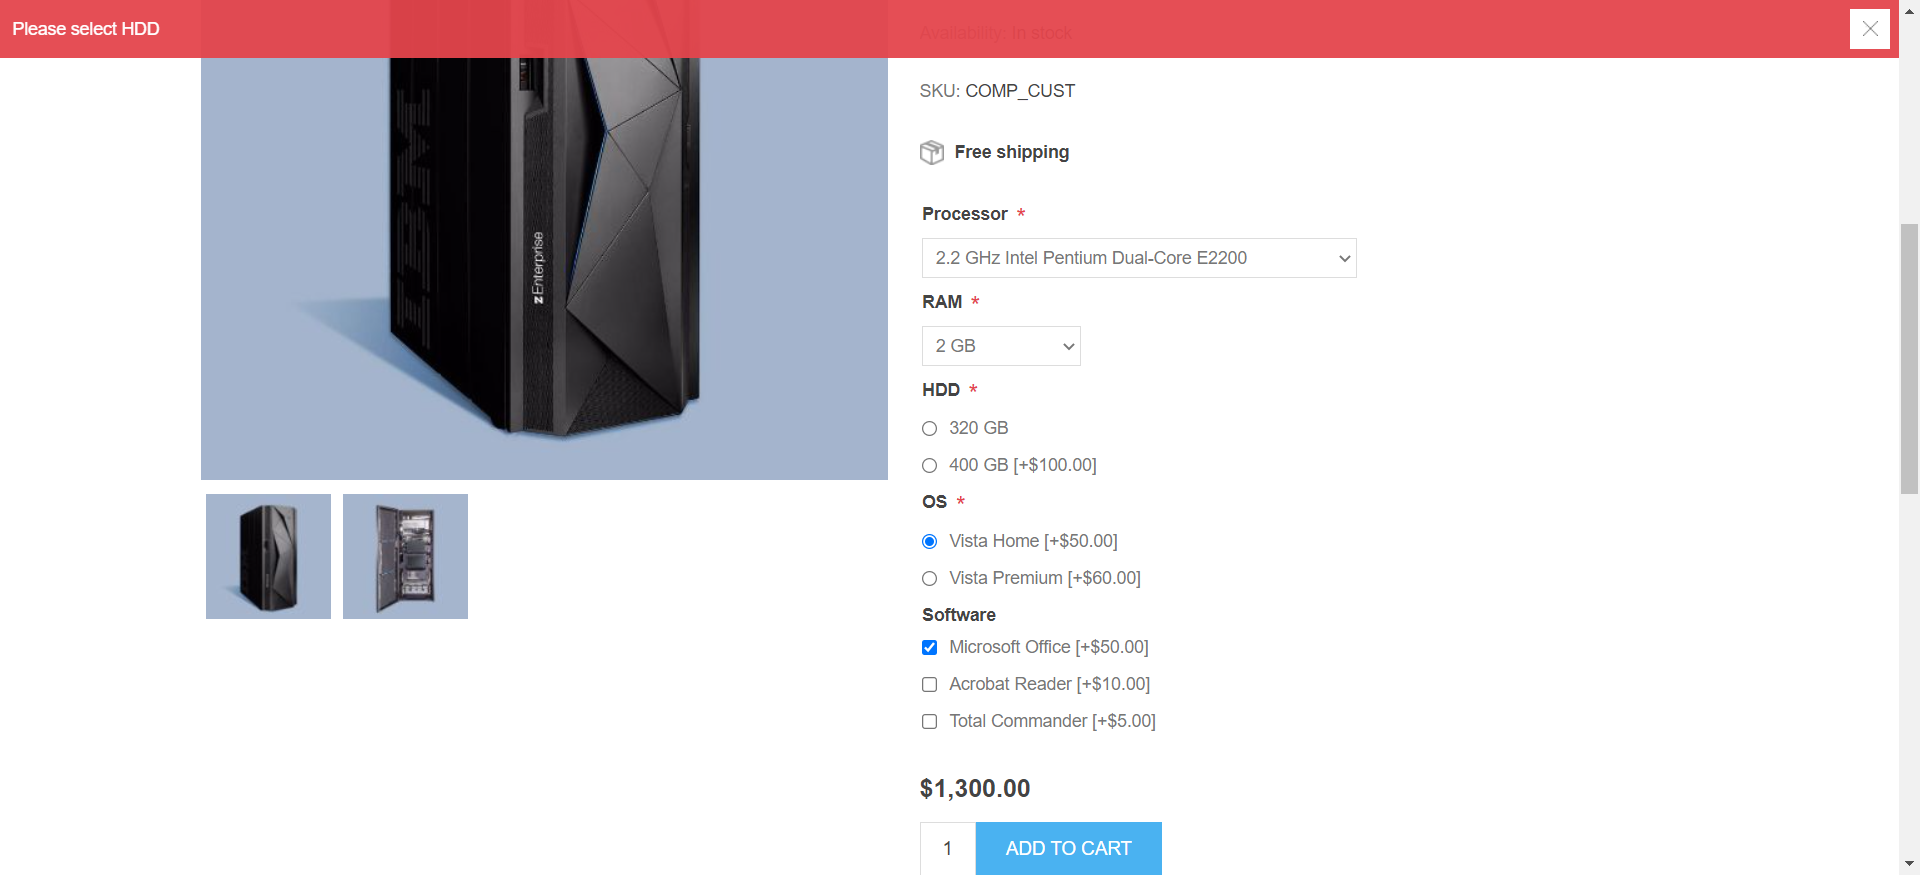 Please select HDD
Availability: In stock
SKU: COMP_CUST
Free shipping
IBM
zEnterprise
Processor *
2.2 GHz Intel Pentium Dual-Core E2200
RAM *
2 GB
HDD *
320 GB
400 GB [+$100.00]
OS *
Vista Home [+$50.00]
Vista Premium [+$60.00]
Software
Microsoft Office [+$50.00]
Acrobat Reader [+$10.00]
Total Commander [+$5.00]
$1,300.00
1
ADD TO CART